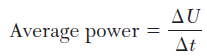 Average power = ΔU / Δt